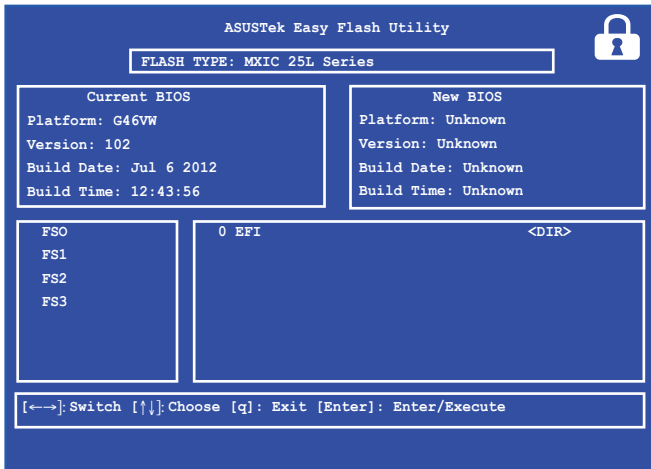 ASUSTek Easy Flash Utility
FLASH TYPE: MXIC 25L Series
Current BIOS
Platform: G46VW
Version: 102
Build Date: Jul 6 2012
Build Time: 12:43:56
New BIOS
Platform: Unknown
Version: Unknown
Build Date: Unknown
Build Time: Unknown
FSO
FS1
FS2
FS3
0 EFI <DIR>
[←→]: Switch [↑↓]: Choose [q]: Exit [Enter]: Enter/Execute